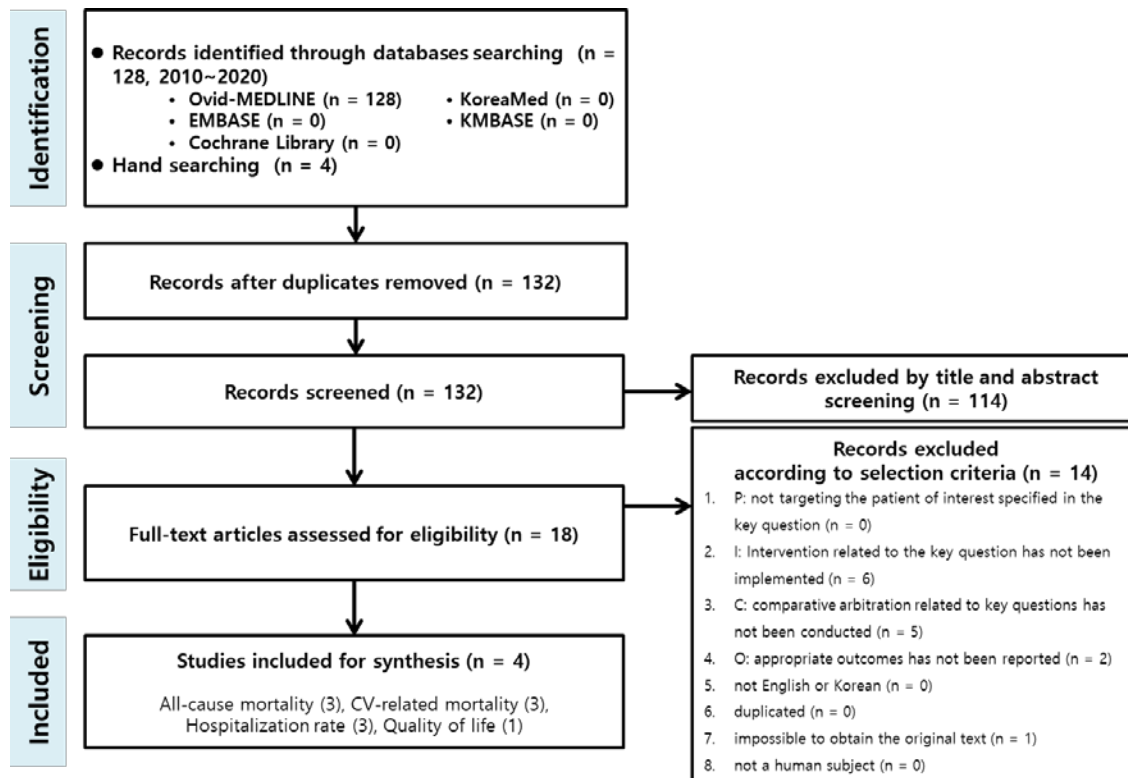 Identification
● Records identified through databases searching (n =
128, 2010~2020)
• Ovid-MEDLINE (n = 128)
• KoreaMed (n = 0)
• EMBASE (n = 0)
• KMBASE (n = 0)
• Cochrane Library (n = 0)
● Hand searching (n = 4)
Screening
Records after duplicates removed (n = 132)
Records screened (n = 132)
Records excluded by title and abstract
screening (n = 114)
Eligibility
Full-text articles assessed for eligibility (n = 18)
Records excluded
according to selection criteria (n = 14)
1. P: not targeting the patient of interest specified in the
key question (n = 0)
2. I: Intervention related to the key question has not been
implemented (n = 6)
3. C: comparative arbitration related to key questions has
not been conducted (n = 5)
4. O: appropriate outcomes has not been reported (n = 2)
5. not English or Korean (n = 0)
6. duplicated (n = 0)
7. impossible to obtain the original text (n = 1)
8. not a human subject (n = 0)
Included
Studies included for synthesis (n = 4)
All-cause mortality (3), CV-related mortality (3),
Hospitalization rate (3), Quality of life (1)